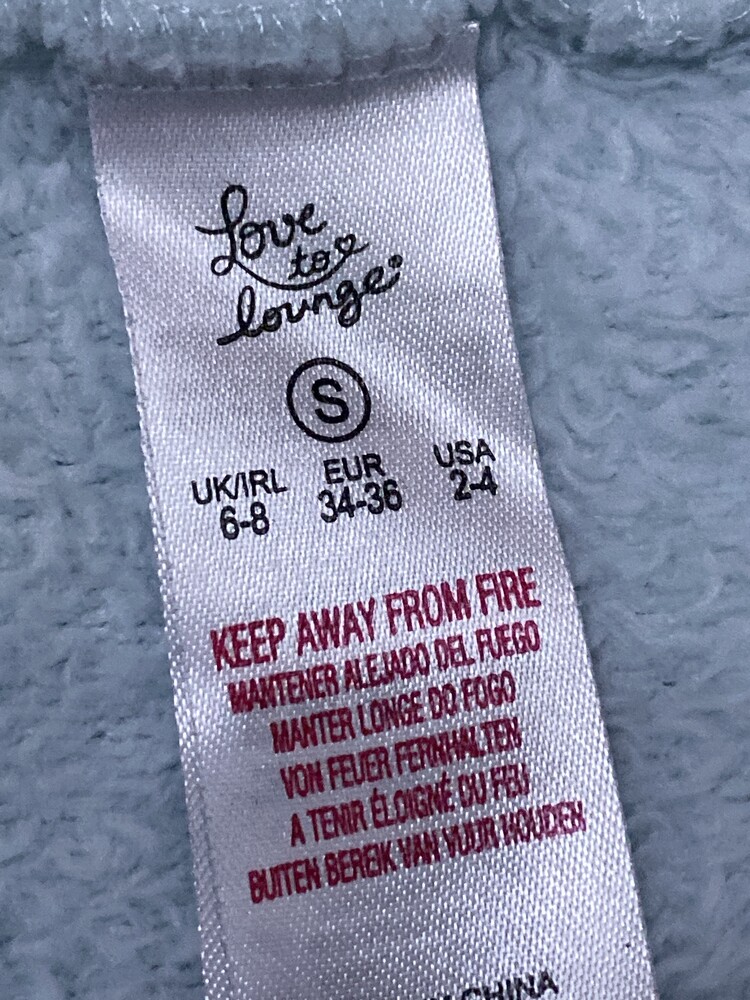 Love
to
lounge®
S
UK/IRL EUR USA
6-8 34-36 2-4
KEEP AWAY FROM FIRE
MANTENER ALEJADO DEL FUEGO
MANTER LONGE DO FOGO
VON FEUER FERNHALTEN
A TENIR ÉLOIGNÉ DU FEU
BUITEN BEREIK VAN VUUR HOUDEN
CHINA